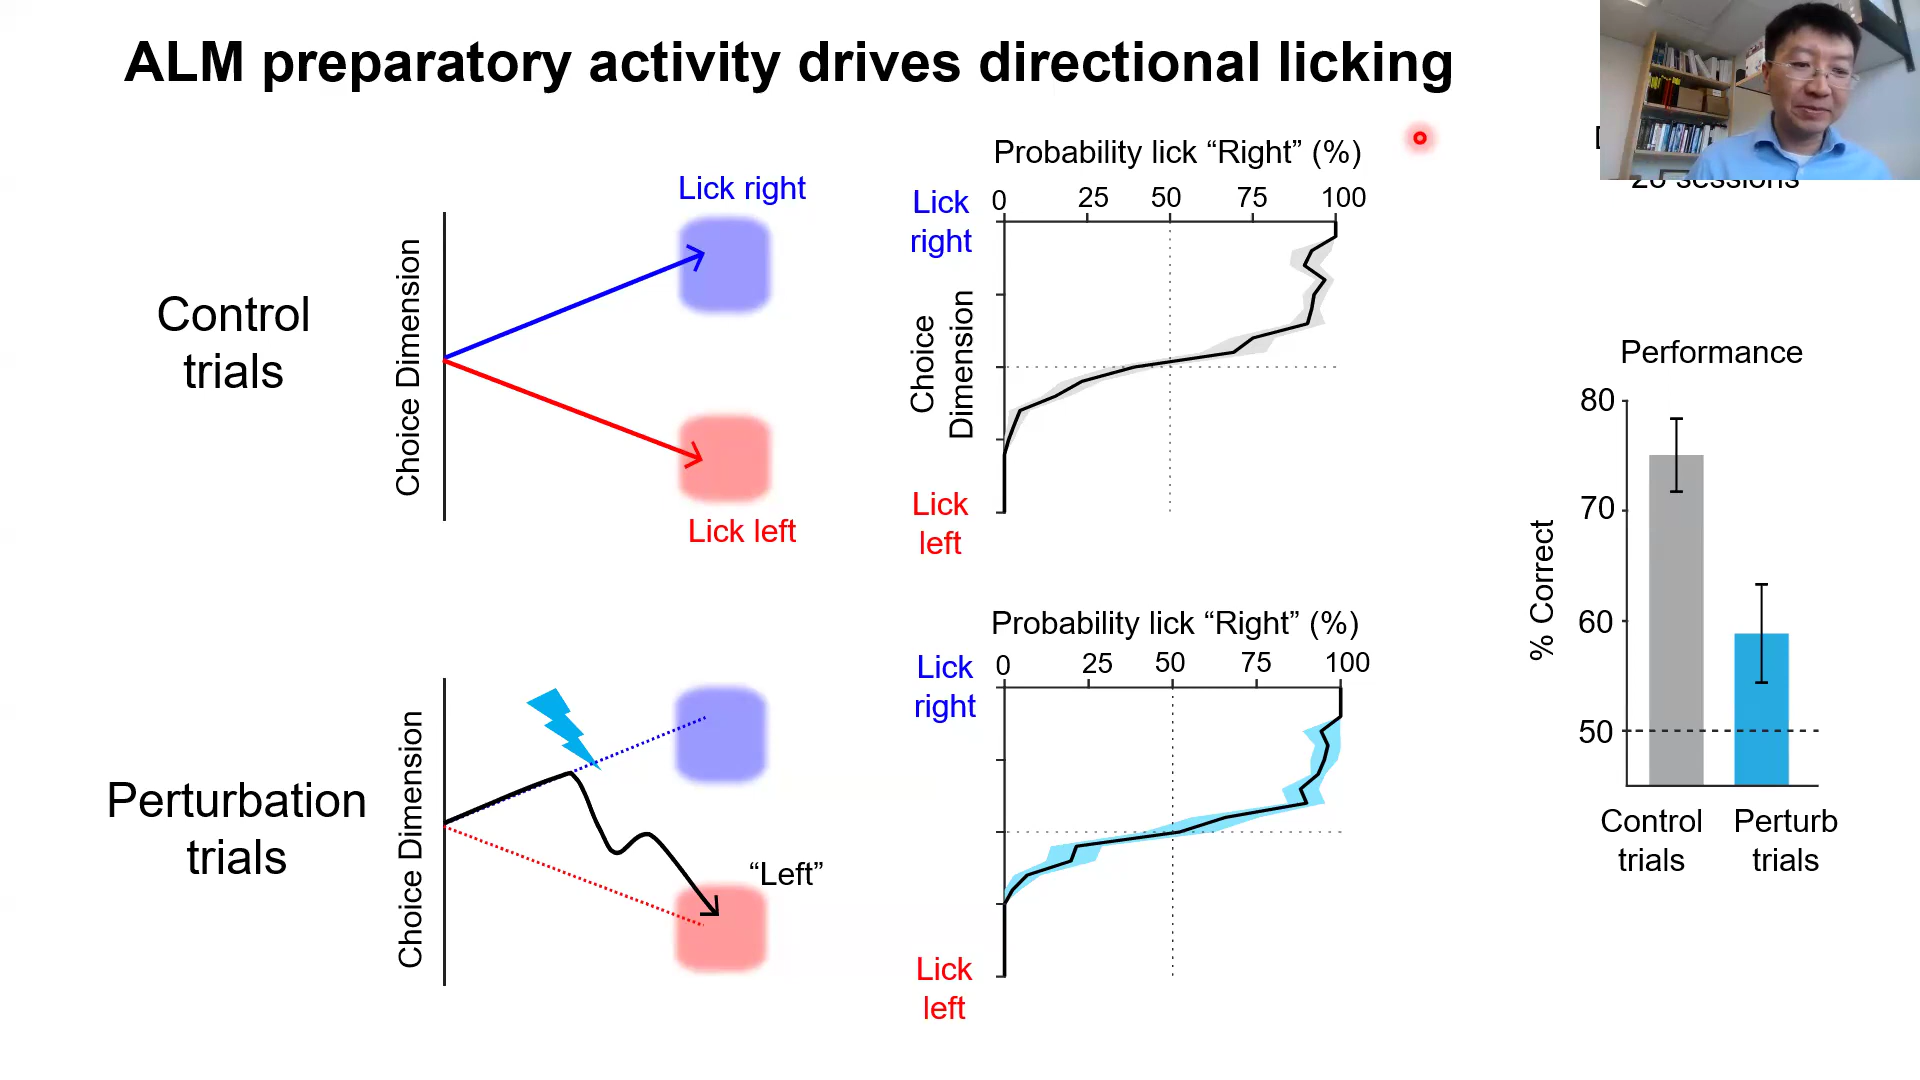 ALM preparatory activity drives directional licking
26 sessions
Control
trials
Choice Dimension
Lick right
Lick left
Probability lick “Right” (%)
0 25 50 75 100
Lick
right
Choice
Dimension
Lick
left
Performance
% Correct
80
70
60
50
Control
trials
Perturb
trials
Perturbation
trials
Choice Dimension
“Left”
Probability lick “Right” (%)
0 25 50 75 100
Lick
right
Lick
left